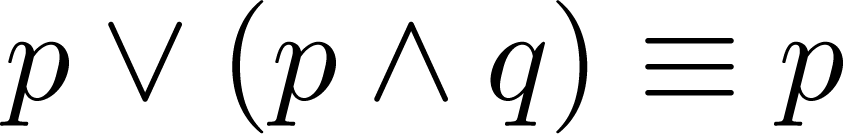 p ∨ (p ∧ q) ≡ p